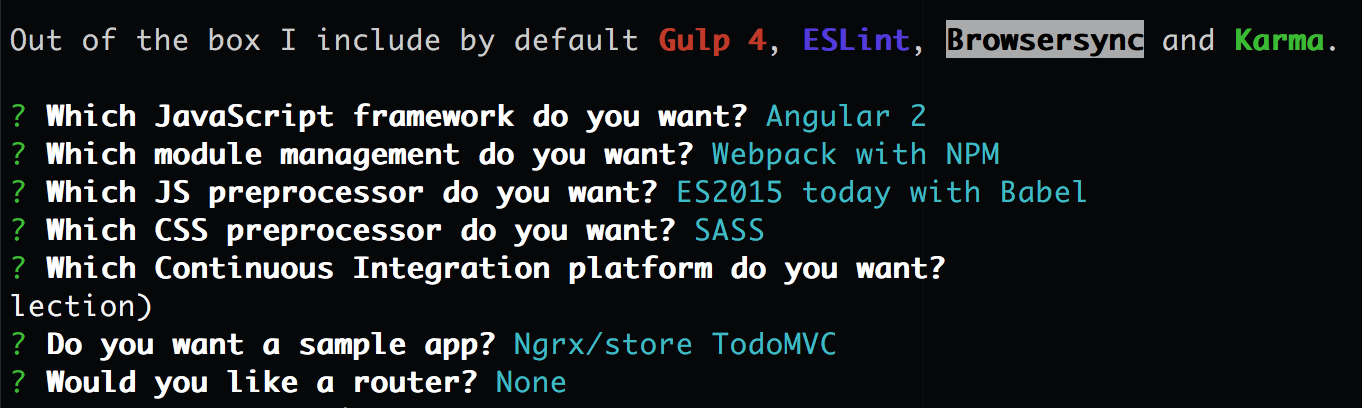 Out of the box I include by default Gulp 4, ESLint, Browsersync and Karma.
? Which JavaScript framework do you want? Angular 2
? Which module management do you want? Webpack with NPM
? Which JS preprocessor do you want? ES2015 today with Babel
? Which CSS preprocessor do you want? SASS
? Which Continuous Integration platform do you want?
lection)
? Do you want a sample app? Ngrx/store TodoMVC
? Would you like a router? None